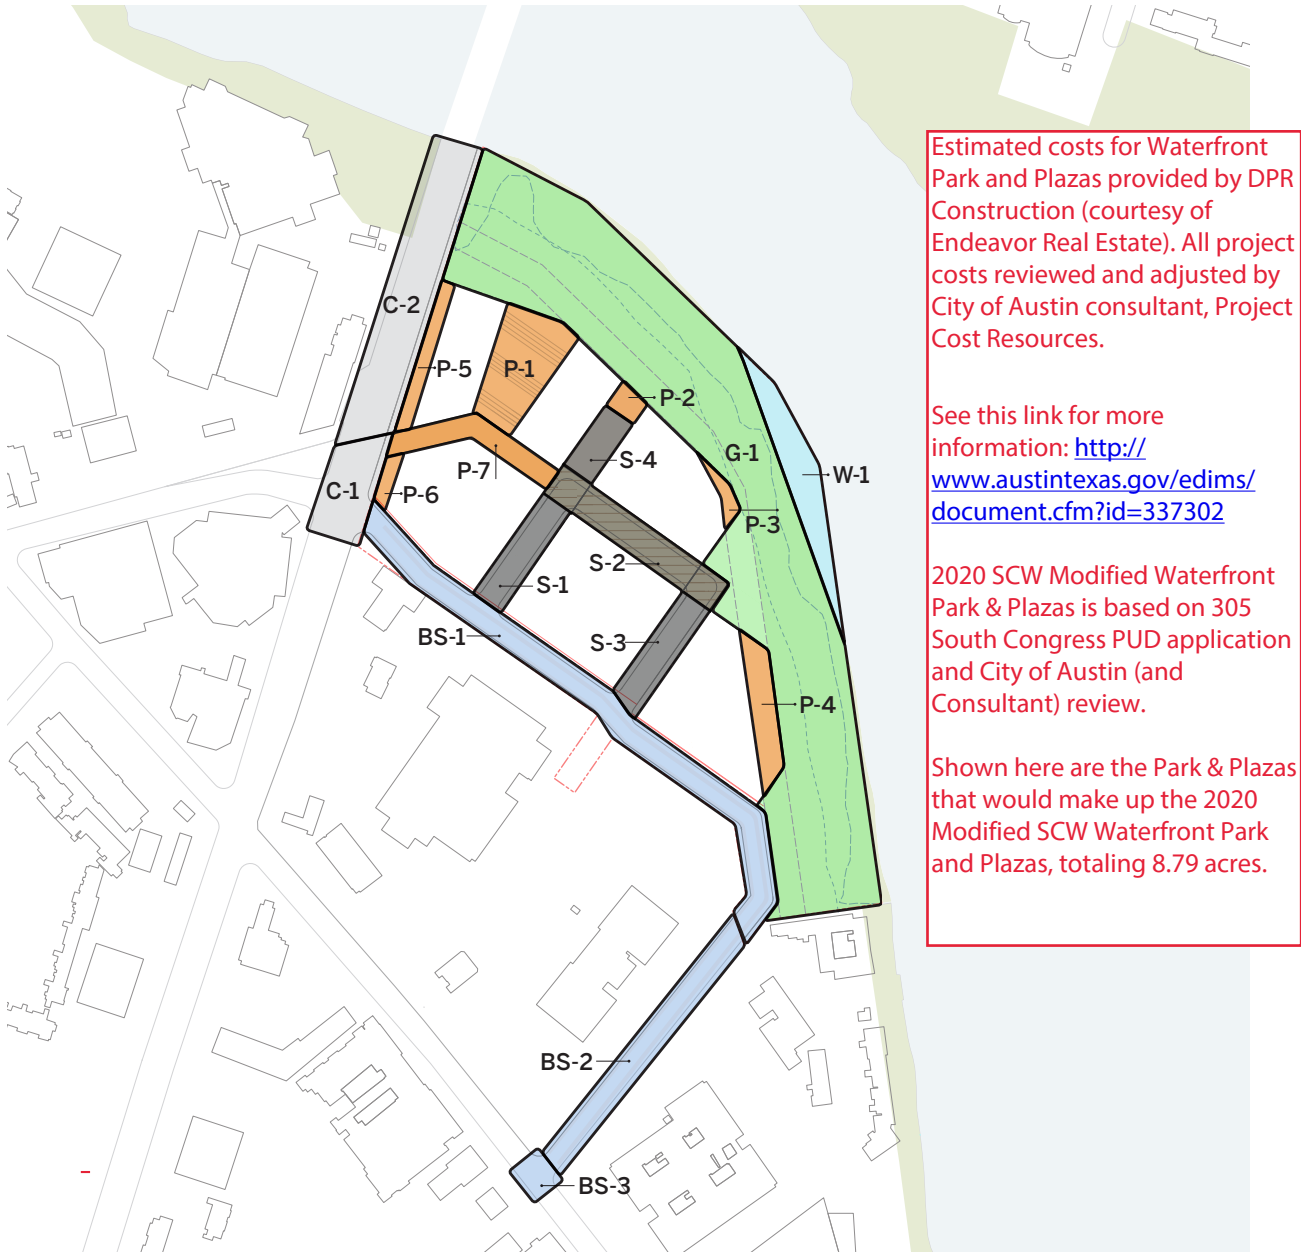 Estimated costs for Waterfront
Park and Plazas provided by DPR
Construction (courtesy of
Endeavor Real Estate). All project
costs reviewed and adjusted by
City of Austin consultant, Project
Cost Resources.
See this link for more
information: http://
www.austintexas.gov/edims/
document.cfm?id=337302
2020 SCW Modified Waterfront
Park & Plazas is based on 305
South Congress PUD application
and City of Austin (and
Consultant) review.
Shown here are the Park & Plazas
that would make up the 2020
Modified SCW Waterfront Park
and Plazas, totaling 8.79 acres.
C-2
P-5
P-1
P-2
G-1
S-4
P-7
W-1
C-1
P-6
P-3
S-2
S-1
BS-1
S-3
P-4
BS-2
BS-3
-